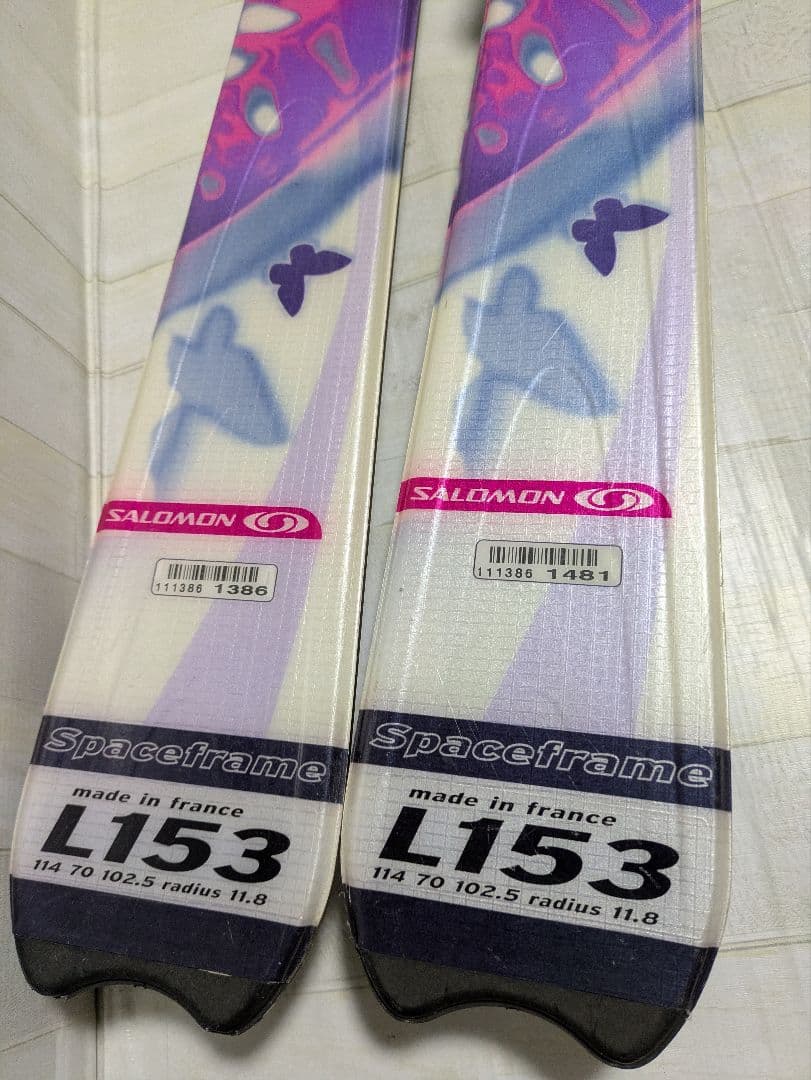 SALOMON
111386 1386
Spaceframe
made in france
L153
114 70 102.5 radius 11.8
SALOMON
111386 1481
Spaceframe
made in france
L153
114 70 102.5 radius 11.8